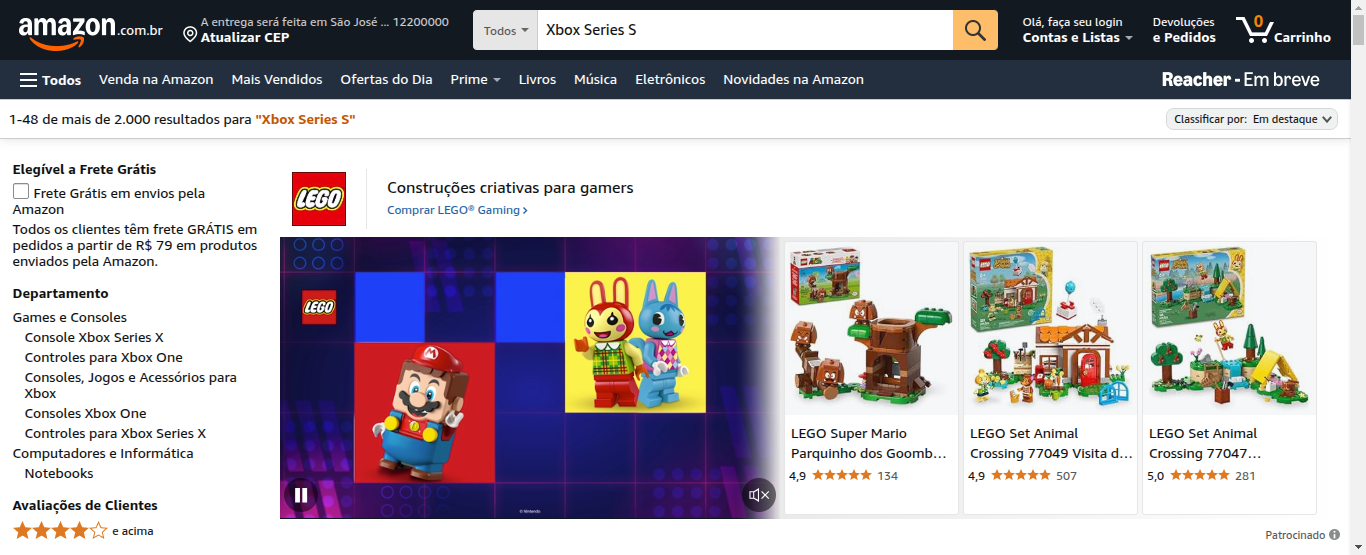 amazon.com.br
A entrega será feita em São José ... 12200000
Atualizar CEP
Todos
Xbox Series S
Olá, faça seu login
Contas e Listas
Devoluções
e Pedidos
0
Carrinho
Todos
Venda na Amazon
Mais Vendidos
Ofertas do Dia
Prime
Livros
Música
Eletrônicos
Novidades na Amazon
Reacher - Em breve
1-48 de mais de 2.000 resultados para "Xbox Series S"
Classificar por: Em destaque
Elegível a Frete Grátis
Frete Grátis em envios pela
Amazon
Todos os clientes têm frete GRÁTIS em
pedidos a partir de R$ 79 em produtos
enviados pela Amazon.
Departamento
Games e Consoles
Console Xbox Series X
Controles para Xbox One
Consoles, Jogos e Acessórios para
Xbox
Consoles Xbox One
Controles para Xbox Series X
Computadores e Informática
Notebooks
Avaliações de Clientes
e acima
LEGO
Construções criativas para gamers
Comprar LEGO® Gaming ›
LEGO
M
© Nintendo
LEGO Super Mario
Parquinho dos Goomb...
4,9
134
LEGO Set Animal
Crossing 77049 Visita d...
4,9
507
LEGO Set Animal
Crossing 77047...
5,0
281
Patrocinado